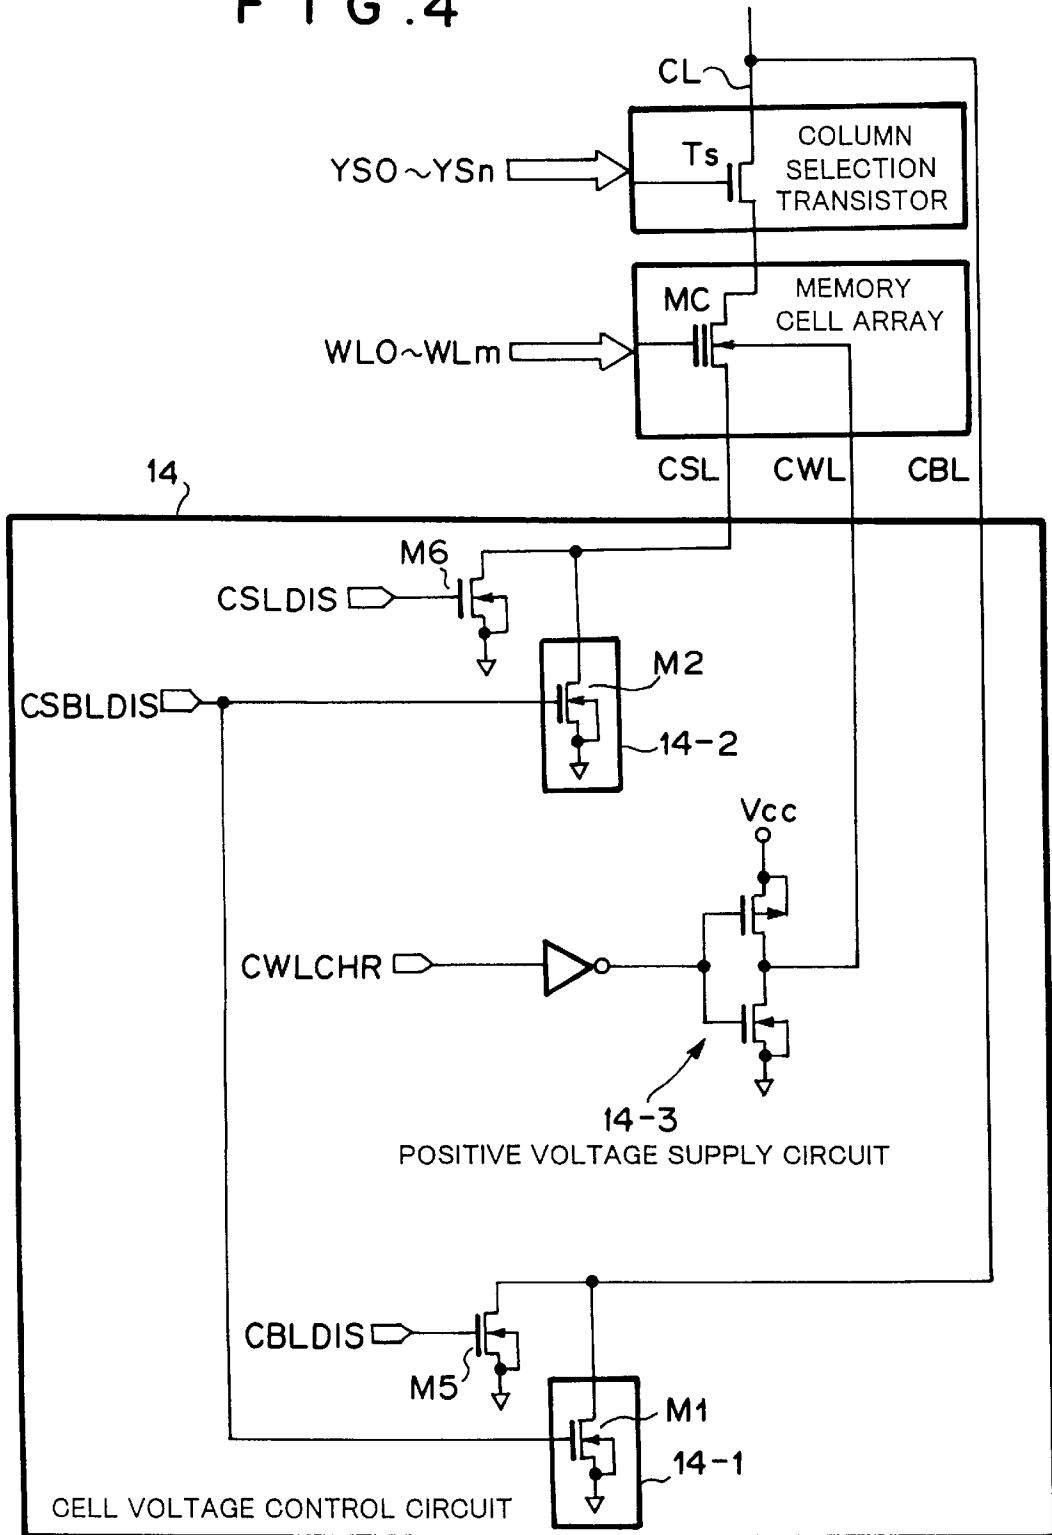 FIG.4
CL
COLUMN
SELECTION
TRANSISTOR
Ts
YS0~YSn
MEMORY
CELL ARRAY
MC
WL0~WLm
CSL
CWL
CBL
14
M6
CSLDIS
M2
CSBLDIS
14-2
Vcc
CWLCHR
14-3
POSITIVE VOLTAGE SUPPLY CIRCUIT
CBLDIS
M5
M1
14-1
CELL VOLTAGE CONTROL CIRCUIT